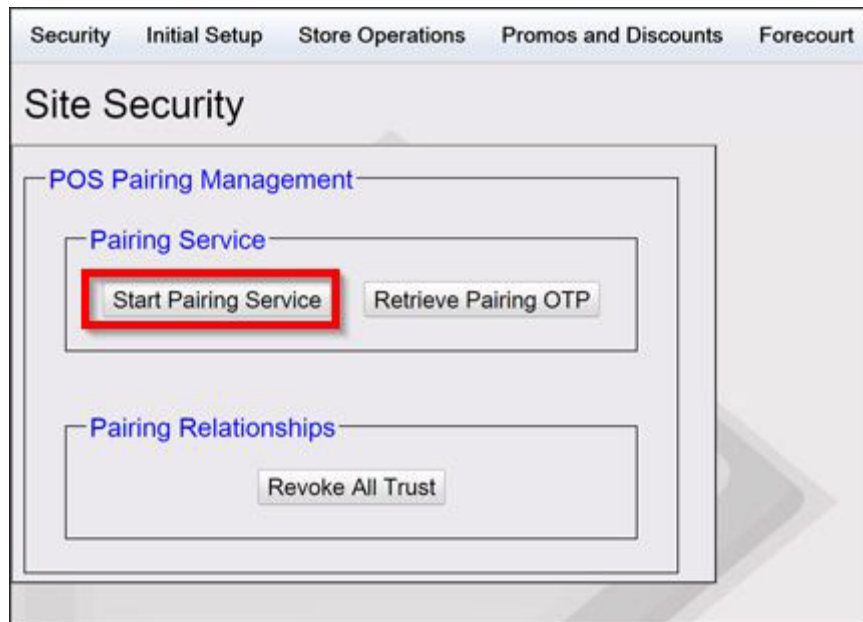 Security Initial Setup Store Operations Promos and Discounts Forecourt
Site Security
POS Pairing Management
Pairing Service
Start Pairing Service Retrieve Pairing OTP
Pairing Relationships
Revoke All Trust